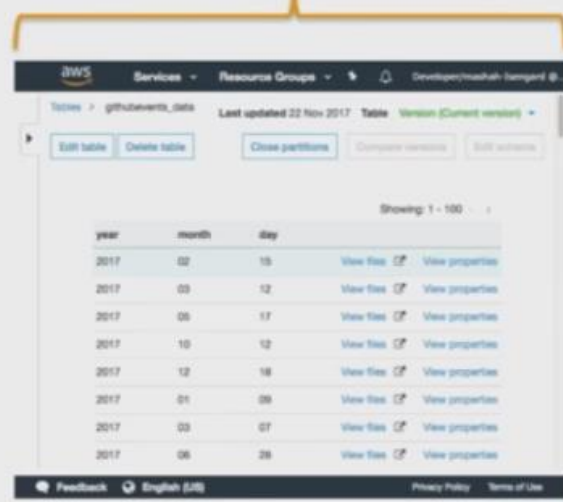 aws Services Resource Groups
Tables > githubevents_data Last updated 22 Nov 2017 Table Version (Current version)
Edit table Delete table Close partitions Compare versions Edit schema
Showing: 1 - 100
year month day
2017 02 15 View files View properties
2017 03 12 View files View properties
2017 05 17 View files View properties
2017 10 12 View files View properties
2017 12 18 View files View properties
2017 01 09 View files View properties
2017 03 07 View files View properties
2017 06 28 View files View properties
Feedback English (US) Privacy Policy Terms of Use